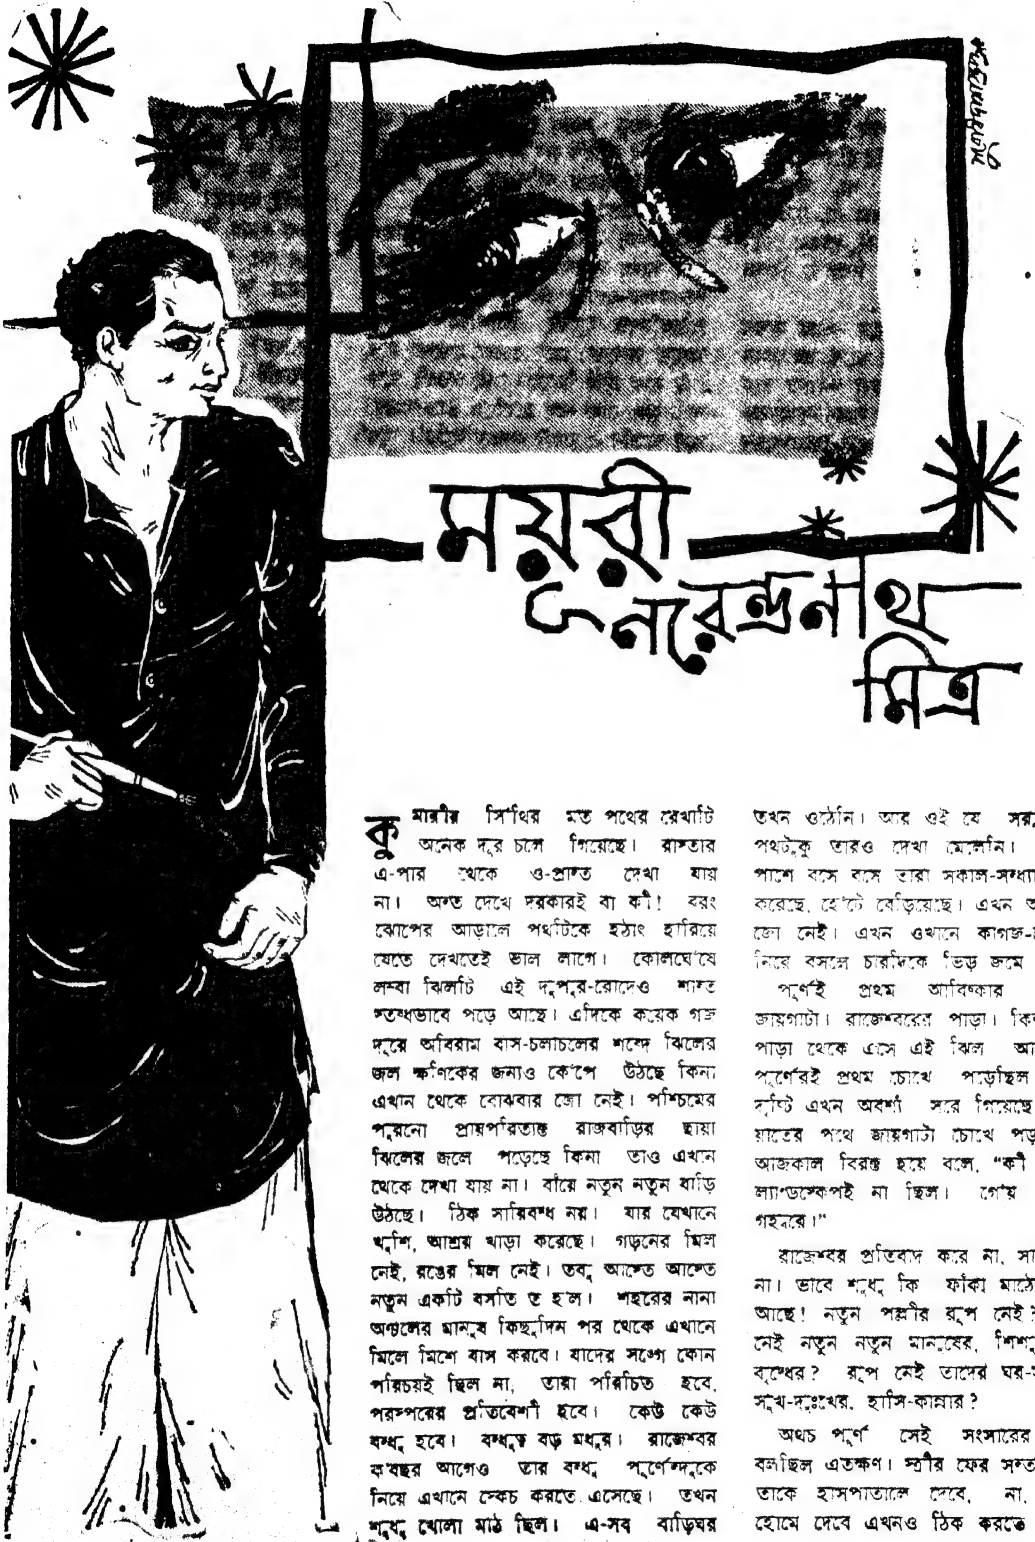 ময়ূরী
নরেন্দ্রনাথ
মিত্র
কুমারীর সিঁথির মত পথের রেখাটি
অনেক দূর চলে গিয়েছে। রাস্তার
এ-পার থেকে ও-প্রান্ত দেখা যায়
না। অন্ত দেখে দরকারই বা কী! বরং
ঝোপের আড়ালে পথটিকে হঠাৎ হারিয়ে
যেতে দেখতেই ভাল লাগে। কোলঘেঁষে
লম্বা ঝিলটি এই দুপুর-রোদেও শান্ত
স্তব্ধভাবে পড়ে আছে। এদিকে কয়েক গজ
দূরে অবিরাম বাস-চলাচলের শব্দে ঝিলের
জল ক্ষণিকের জন্যও কেঁপে উঠছে কিনা
এখান থেকে বোঝবার জো নেই। পশ্চিমের
পুরনো প্রায়পরিত্যক্ত রাজবাড়ির ছায়া
ঝিলের জলে পড়েছে কিনা তাও এখান
থেকে দেখা যায় না। বাঁয়ে নতুন নতুন বাড়ি
উঠছে। ঠিক সারিবন্ধ নয়। যার যেখানে
খুশি, আশ্রয় খাড়া করেছে। গড়নের মিল
নেই, রঙের মিল নেই। তবু আস্তে আস্তে
নতুন একটি বসতি ত হ'ল। শহরের নানা
অঞ্চলের মানুষ কিছুদিন পর থেকে এখানে
মিলে মিশে বাস করবে। যাদের সঙ্গে কোন
পরিচয়ই ছিল না, তারা পরিচিত হবে,
পরস্পরের প্রতিবেশী হবে। কেউ কেউ
বন্ধু হবে। বন্ধুত্ব বড় মধুর। রাজেশ্বর
ক'বছর আগেও তার বন্ধু পূর্ণেন্দুকে
নিয়ে এখানে স্কেচ করতে এসেছে। তখন
শুধু খোলা মাঠ ছিল। এ-সব বাড়িঘর
তখন ওঠেনি। আর ওই যে সর
পথটুকু তারও দেখা মেলেনি।
পাশে বসে বসে তারা সকাল-সন্ধ্যা
করেছে, হেঁটে বেড়িয়েছে। এখন
জো নেই। এখন ওখানে কাগজ-
নিয়ে বসলে চারদিকে ভিড় জমে
পূর্ণই প্রথম আবিষ্কার
জায়গাটা। রাজেশ্বরের পাড়া।
পাড়া থেকে এসে এই ঝিল
পূর্ণেরই প্রথম চোখে পড়েছিল
দৃষ্টি এখন অবশ্য সরে গিয়েছে
য়াতের পথে জায়গাটা চোখে
আজকাল বিরক্ত হয়ে বলে, "কী
ল্যাণ্ডস্কেপই না ছিল। গেঁয়
গহ্বরে।"
রাজেশ্বর প্রতিবাদ করে না,
না। ভাবে শুধু কি ফাঁকা মাঠে
আছে! নতুন পল্লীর রূপ নেই?
নেই নতুন নতুন মানুষের,
বৃদ্ধের? রূপ নেই তাদের ঘর-
সুখ-দুঃখের, হাসি-কান্নার?
অথচ পূর্ণ সেই সংসারের
বলছিল এতক্ষণ। স্ত্রীর ফের
তাকে হাসপাতালে দেবে, না,
হোমে দেবে এখনও ঠিক করতে